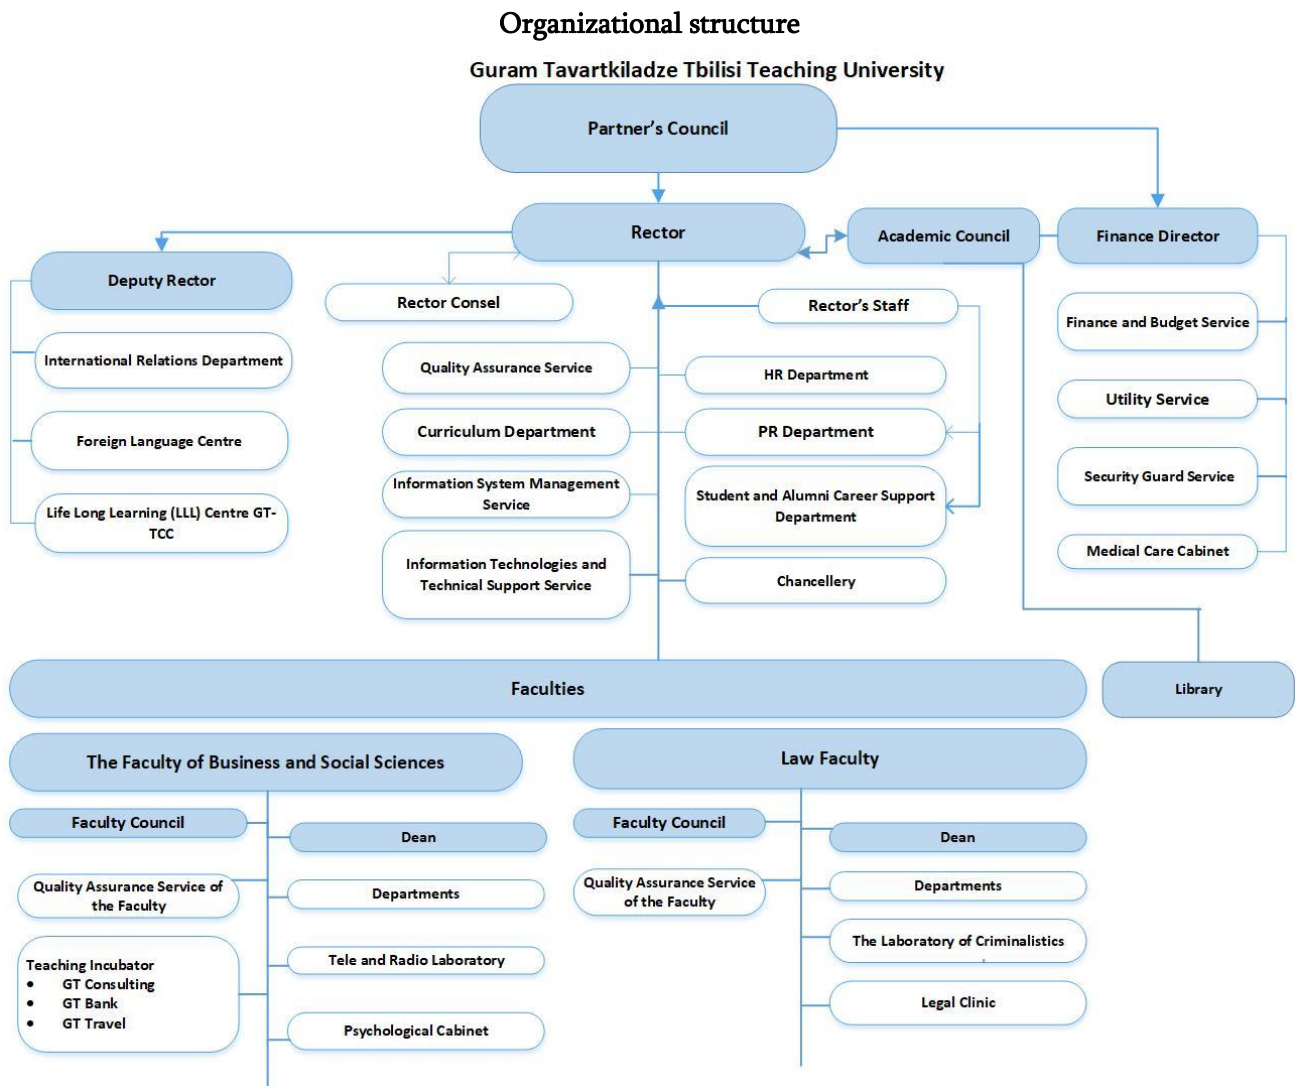 Organizational structure
Guram Tavartkiladze Tbilisi Teaching University
Partner's Council
Rector
Academic Council
Finance Director
Deputy Rector
Rector Consel
Rector's Staff
International Relations Department
Foreign Language Centre
Life Long Learning (LLL) Centre GT-
TCC
Quality Assurance Service
Curriculum Department
Information System Management
Service
Information Technologies and
Technical Support Service
HR Department
PR Department
Student and Alumni Career Support
Department
Chancellery
Finance and Budget Service
Utility Service
Security Guard Service
Medical Care Cabinet
Faculties
Library
The Faculty of Business and Social Sciences
Faculty Council
Dean
Quality Assurance Service of
the Faculty
Departments
Teaching Incubator
• GT Consulting
• GT Bank
• GT Travel
Tele and Radio Laboratory
Psychological Cabinet
Law Faculty
Faculty Council
Dean
Quality Assurance Service
of the Faculty
Departments
The Laboratory of Criminalistics
Legal Clinic